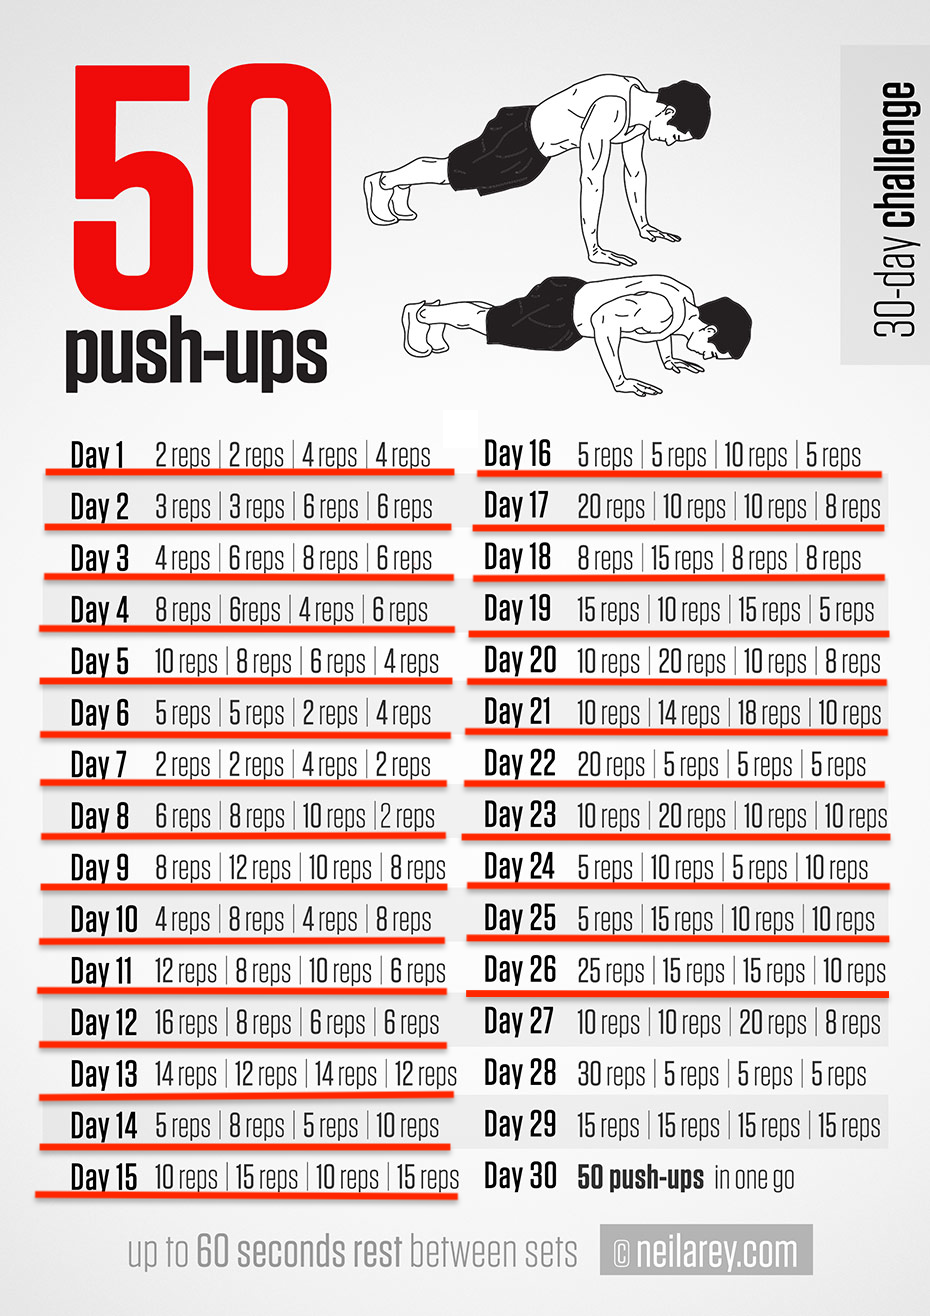 50
push-ups
30-day challenge
Day 1 2 reps | 2 reps | 4 reps | 4 reps
Day 2 3 reps | 3 reps | 6 reps | 6 reps
Day 3 4 reps | 6 reps | 8 reps | 6 reps
Day 4 8 reps | 6reps | 4 reps | 6 reps
Day 5 10 reps | 8 reps | 6 reps | 4 reps
Day 6 5 reps | 5 reps | 2 reps | 4 reps
Day 7 2 reps | 2 reps | 4 reps | 2 reps
Day 8 6 reps | 8 reps | 10 reps | 2 reps
Day 9 8 reps | 12 reps | 10 reps | 8 reps
Day 10 4 reps | 8 reps | 4 reps | 8 reps
Day 11 12 reps | 8 reps | 10 reps | 6 reps
Day 12 16 reps | 8 reps | 6 reps | 6 reps
Day 13 14 reps | 12 reps | 14 reps | 12 reps
Day 14 5 reps | 8 reps | 5 reps | 10 reps
Day 15 10 reps | 15 reps | 10 reps | 15 reps
Day 16 5 reps | 5 reps | 10 reps | 5 reps
Day 17 20 reps | 10 reps | 10 reps | 8 reps
Day 18 8 reps | 15 reps | 8 reps | 8 reps
Day 19 15 reps | 10 reps | 15 reps | 5 reps
Day 20 10 reps | 20 reps | 10 reps | 8 reps
Day 21 10 reps | 14 reps | 18 reps | 10 reps
Day 22 20 reps | 5 reps | 5 reps | 5 reps
Day 23 10 reps | 20 reps | 10 reps | 10 reps
Day 24 5 reps | 10 reps | 5 reps | 10 reps
Day 25 5 reps | 15 reps | 10 reps | 10 reps
Day 26 25 reps | 15 reps | 15 reps | 10 reps
Day 27 10 reps | 10 reps | 20 reps | 8 reps
Day 28 30 reps | 5 reps | 5 reps | 5 reps
Day 29 15 reps | 15 reps | 15 reps | 15 reps
Day 30 50 push-ups in one go
up to 60 seconds rest between sets
© neilarey.com